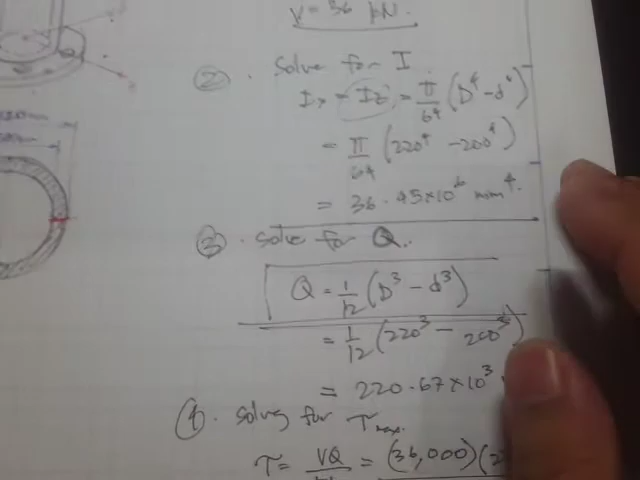 V = 36 kN.
② . Solve for I.
Ix = Iz = π/64 (D⁴ - d⁴)
= π/64 (220⁴ - 200⁴)
= 36.45×10⁶ mm⁴.
③ . solve for Q.
Q = 1/12 (D³ - d³)
= 1/12 (220³ - 200³)
= 220.67×10³
④ . Solving for τmax.
τ = VQ = (36,000)(2